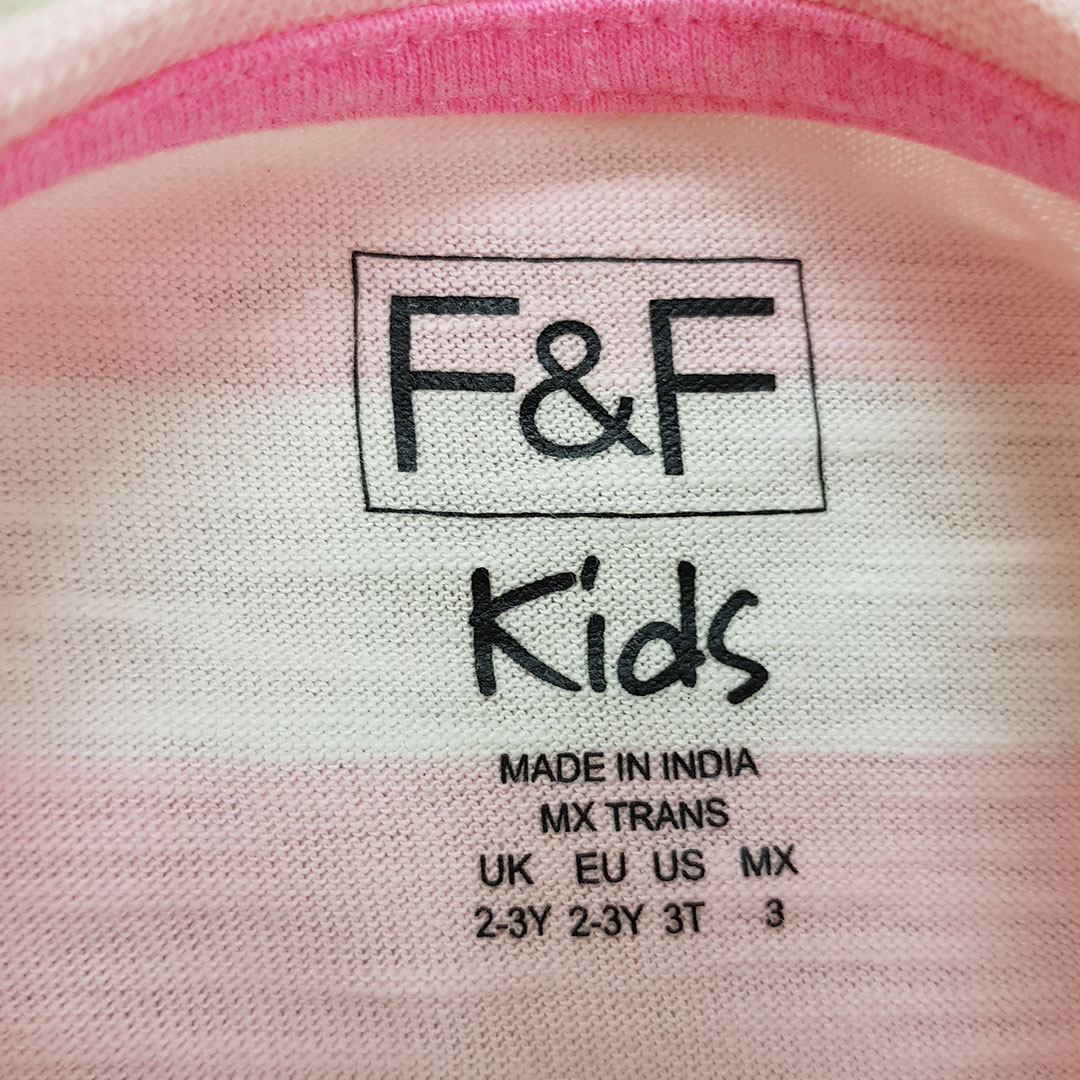 F&F
Kids
MADE IN INDIA
MX TRANS
UK EU US MX
2-3Y 2-3Y 3T 3